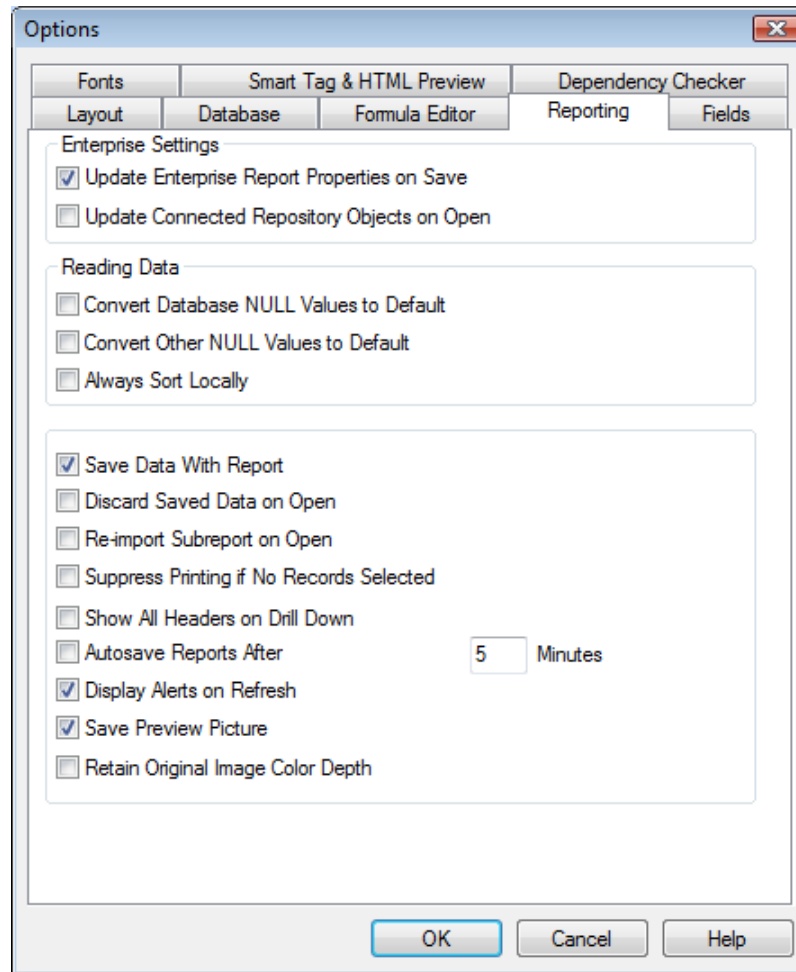 Options
Fonts Smart Tag & HTML Preview Dependency Checker
Layout Database Formula Editor Reporting Fields
Enterprise Settings
Update Enterprise Report Properties on Save
Update Connected Repository Objects on Open
Reading Data
Convert Database NULL Values to Default
Convert Other NULL Values to Default
Always Sort Locally
Save Data With Report
Discard Saved Data on Open
Re-import Subreport on Open
Suppress Printing if No Records Selected
Show All Headers on Drill Down
Autosave Reports After 5 Minutes
Display Alerts on Refresh
Save Preview Picture
Retain Original Image Color Depth
OK Cancel Help